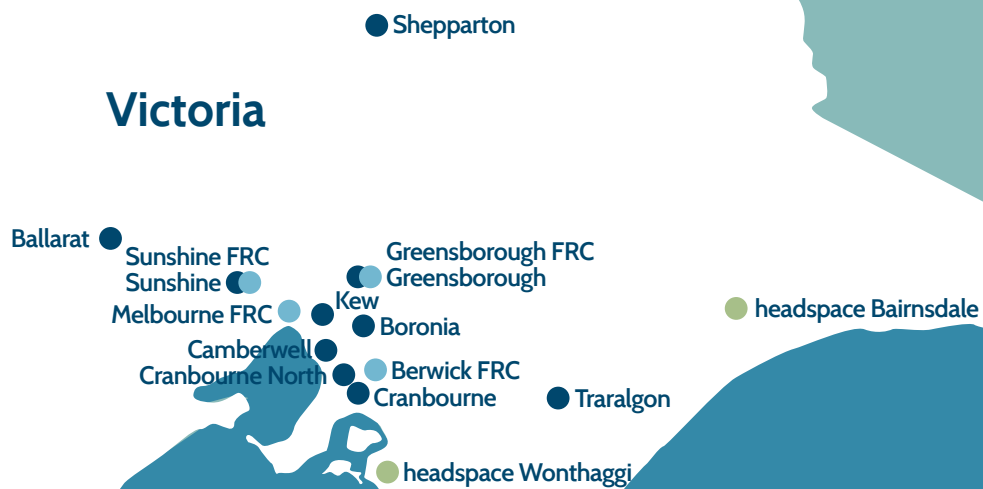 Shepparton
Victoria
Ballarat
Sunshine FRC
Sunshine
Greensborough FRC
Greensborough
Melbourne FRC
Kew
Boronia
headspace Bairnsdale
Camberwell
Cranbourne North
Berwick FRC
Cranbourne
Traralgon
headspace Wonthaggi